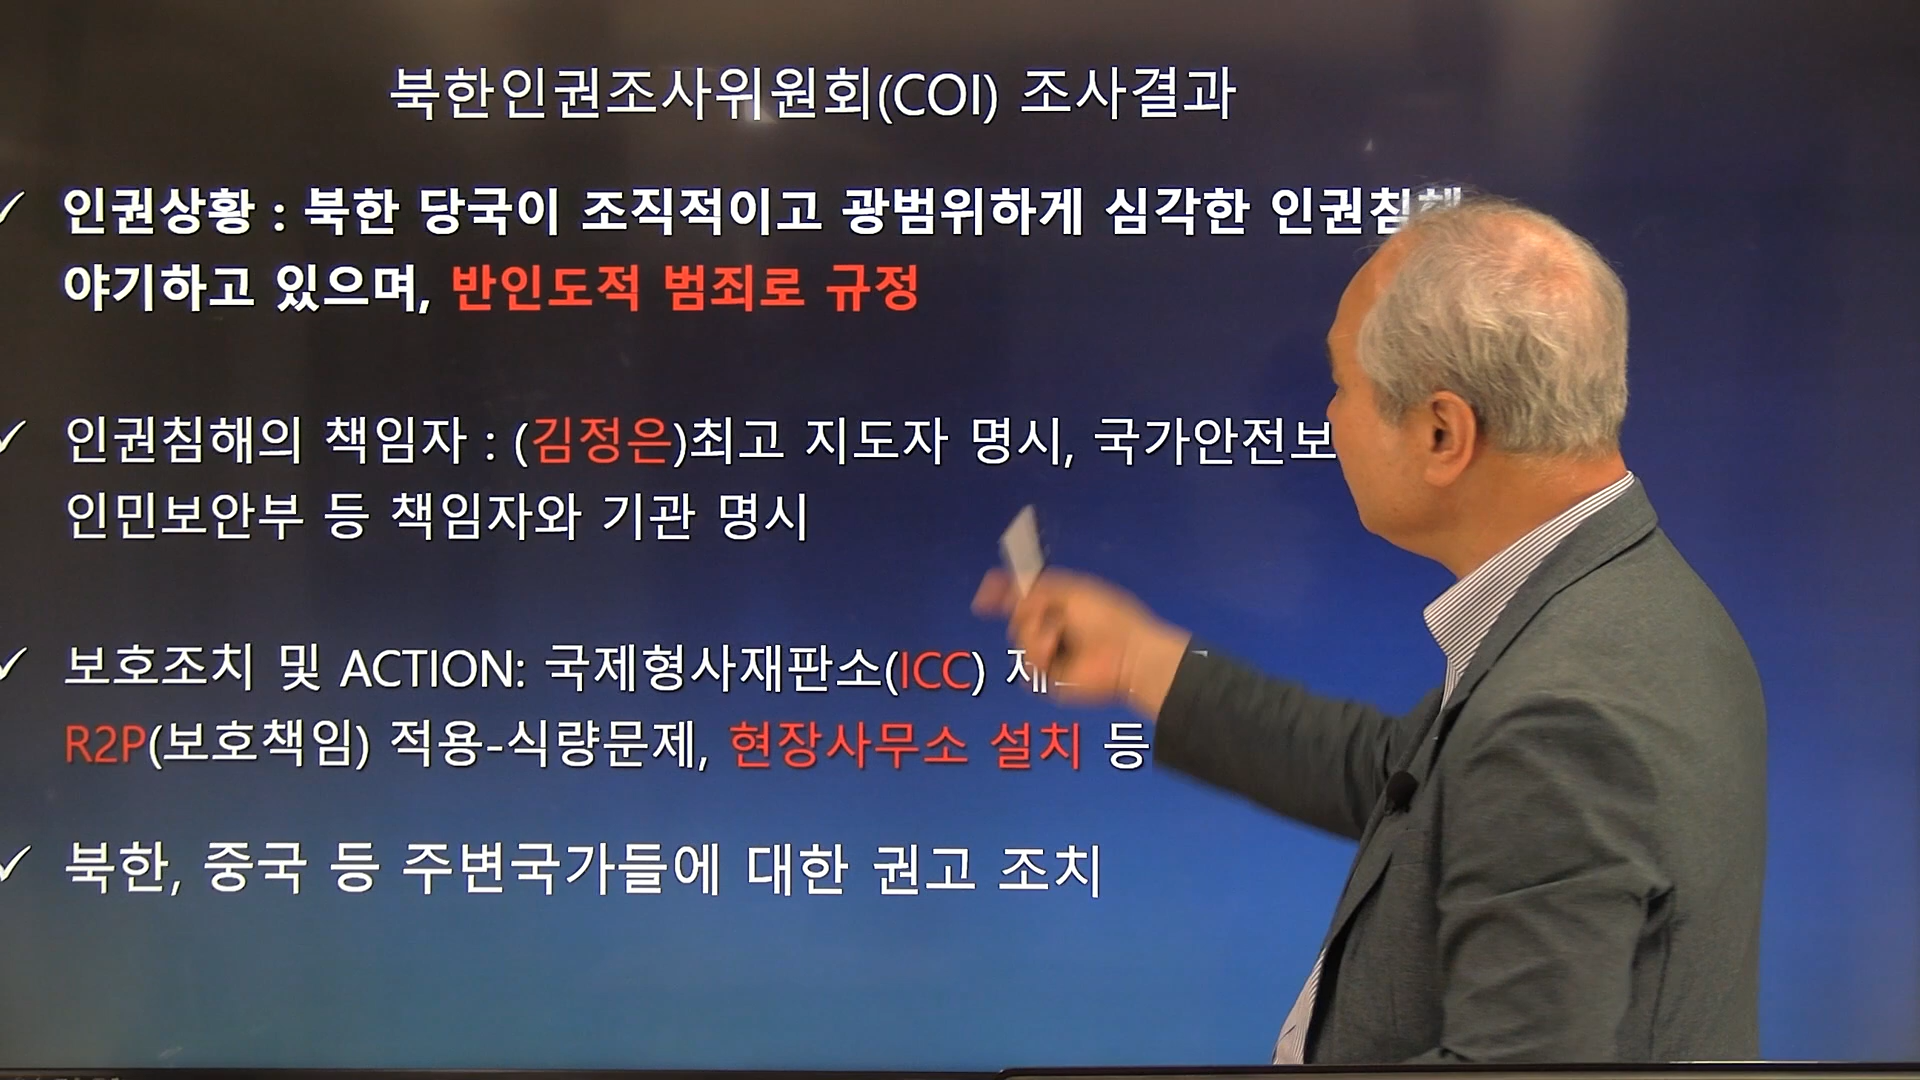 북한인권조사위원회(COI) 조사결과
✓ 인권상황 : 북한 당국이 조직적이고 광범위하게 심각한 인권침해
야기하고 있으며, 반인도적 범죄로 규정
✓ 인권침해의 책임자 : (김정은)최고 지도자 명시, 국가안전보
인민보안부 등 책임자와 기관 명시
✓ 보호조치 및 ACTION: 국제형사재판소(ICC)
R2P(보호책임) 적용-식량문제, 현장사무소 설치 등
✓ 북한, 중국 등 주변국가들에 대한 권고 조치